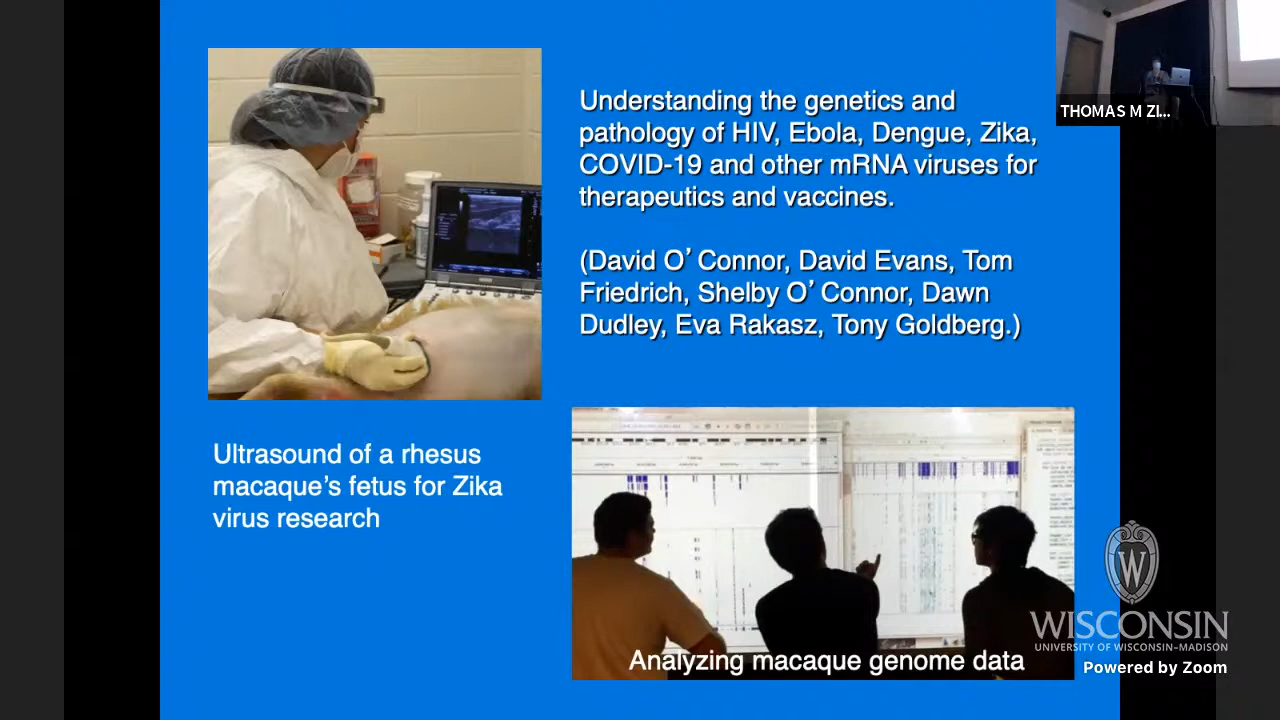 THOMAS M ZI...
Understanding the genetics and
pathology of HIV, Ebola, Dengue, Zika,
COVID-19 and other mRNA viruses for
therapeutics and vaccines.
(David O’ Connor, David Evans, Tom
Friedrich, Shelby O’ Connor, Dawn
Dudley, Eva Rakasz, Tony Goldberg.)
Ultrasound of a rhesus
macaque’s fetus for Zika
virus research
Analyzing macaque genome data
W
WISCONSIN
UNIVERSITY OF WISCONSIN–MADISON
Powered by Zoom